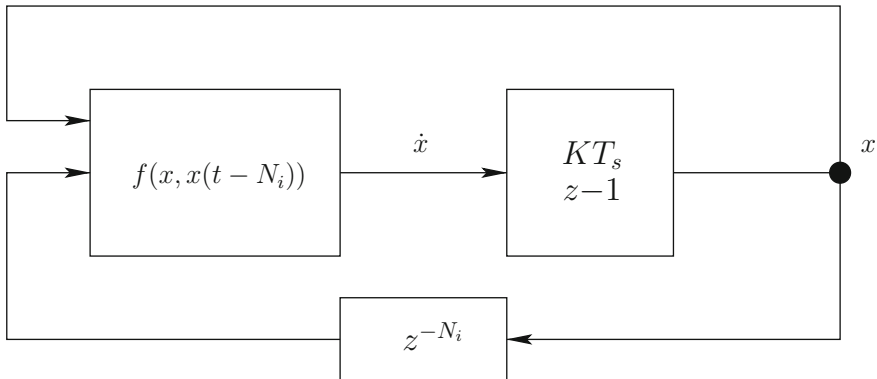 f(x, x(t − N_i))
ẋ
KT_s
z−1
x
z^{−N_i}